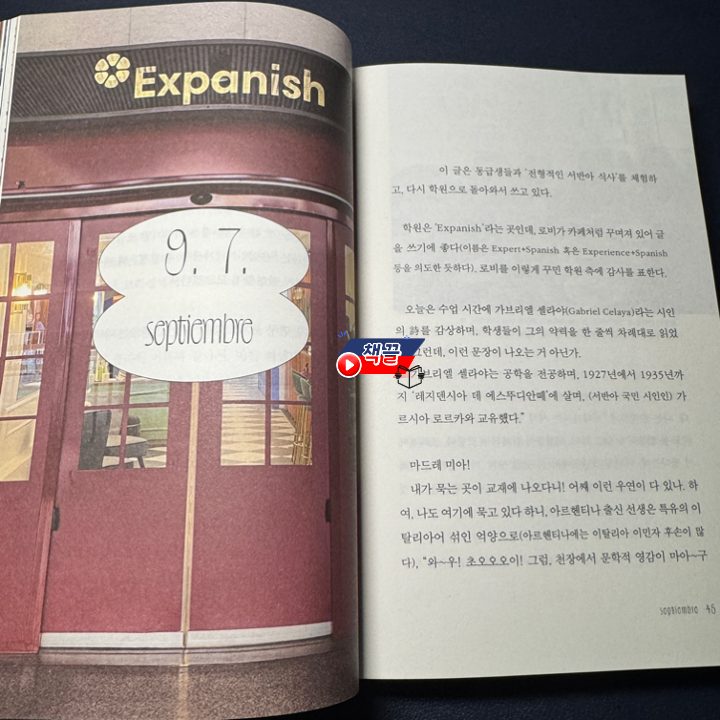 Expanish
9. 7.
septiembre
책끌
이 글은 동급생들과 '전형적인 서반아 식사'를 체험하
고, 다시 학원으로 돌아와서 쓰고 있다.
학원은 'Expanish'라는 곳인데, 로비가 카페처럼 꾸며져 있어 글
을 쓰기에 좋다(이름은 Expert+Spanish 혹은 Experience+Spanish
등을 의도한 듯하다). 로비를 이렇게 꾸민 학원 측에 감사를 표한다.
오늘은 수업 시간에 가브리엘 셀라야(Gabriel Celaya)라는 시인
의 詩를 감상하며, 학생들이 그의 약력을 한 줄씩 차례대로 읽었
그런데, 이런 문장이 나오는 거 아닌가.
가브리엘 셀라야는 공학을 전공하며, 1927년에서 1935년까
지 '레지덴시아 데 에스뚜디안떼'에 살며, (서반아 국민 시인인) 가
르시아 로르카와 교유했다."
마드레 미아!
내가 묵는 곳이 교재에 나오다니! 어쩌 이런 우연이 다 있나. 하
여, 나도 여기에 묵고 있다 하니, 아르헨티나 출신 선생은 특유의 이
탈리아어 섞인 억양으로(아르헨티나에는 이탈리아 이민자 후손이 많
다), "와~우! 초오오오이! 그럼, 천장에서 문학적 영감이 마아~구
septiembre 45